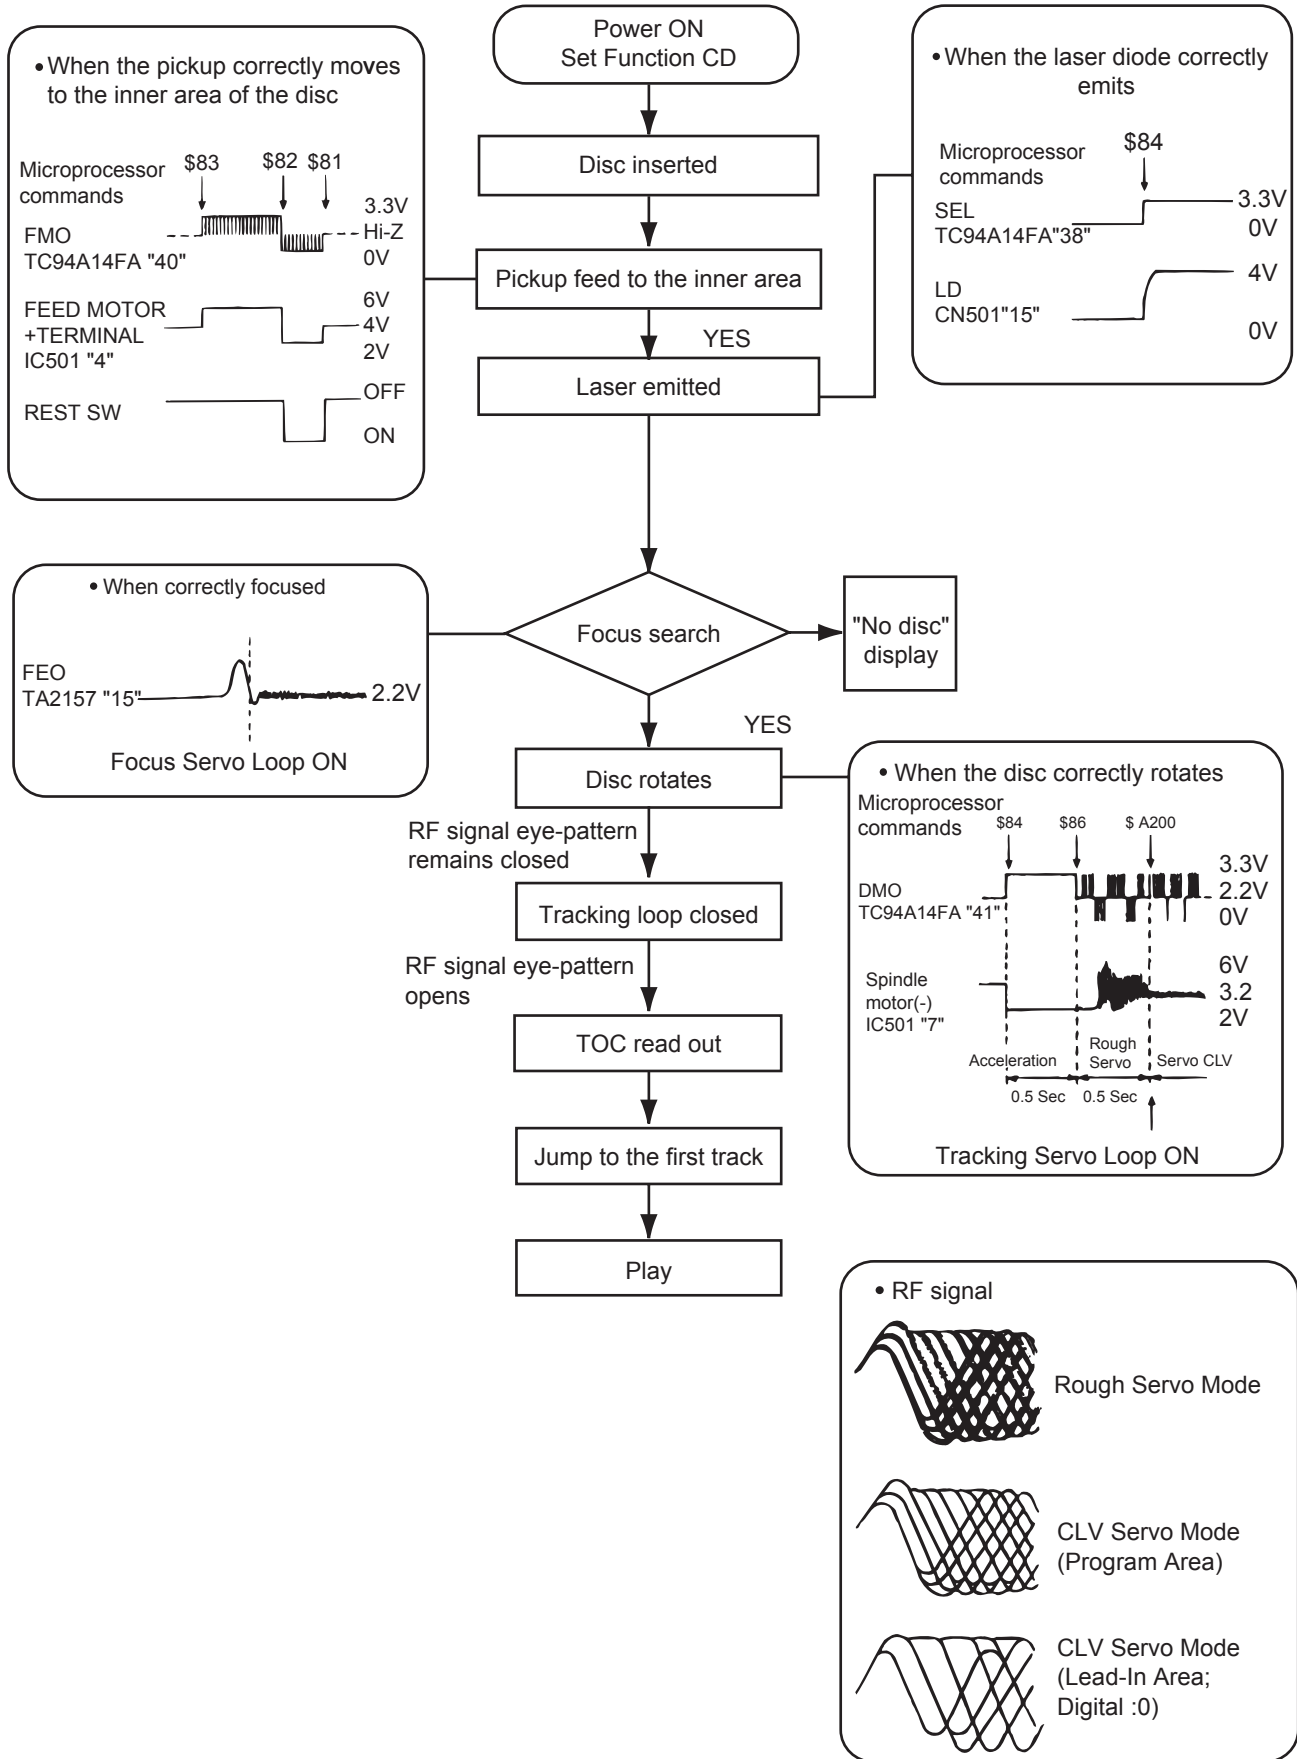 Power ON
Set Function CD
• When the pickup correctly moves
to the inner area of the disc
Microprocessor
commands
$83
$82
$81
FMO
TC94A14FA "40"
3.3V
Hi-Z
0V
FEED MOTOR
+TERMINAL
IC501 "4"
6V
4V
2V
REST SW
OFF
ON
Disc inserted
Pickup feed to the inner area
YES
Laser emitted
• When the laser diode correctly
emits
Microprocessor
commands
$84
SEL
TC94A14FA"38"
3.3V
0V
LD
CN501"15"
4V
0V
• When correctly focused
FEO
TA2157 "15"
2.2V
Focus Servo Loop ON
Focus search
"No disc"
display
YES
Disc rotates
RF signal eye-pattern
remains closed
Tracking loop closed
RF signal eye-pattern
opens
TOC read out
Jump to the first track
Play
• When the disc correctly rotates
Microprocessor
commands
$84
$86
$ A200
DMO
TC94A14FA "41"
3.3V
2.2V
0V
Spindle
motor(-)
IC501 "7"
6V
3.2
2V
Acceleration
Rough
Servo
Servo CLV
0.5 Sec
0.5 Sec
Tracking Servo Loop ON
• RF signal
Rough Servo Mode
CLV Servo Mode
(Program Area)
CLV Servo Mode
(Lead-In Area;
Digital :0)